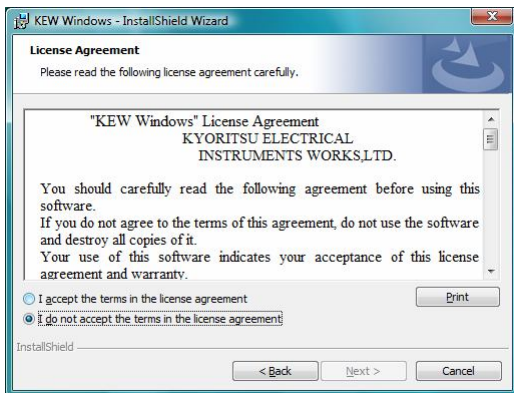 KEW Windows - InstallShield Wizard
License Agreement
Please read the following license agreement carefully.
"KEW Windows" License Agreement
KYORITSU ELECTRICAL
INSTRUMENTS WORKS,LTD.
You should carefully read the following agreement before using this
software.
If you do not agree to the terms of this agreement, do not use the software
and destroy all copies of it.
Your use of this software indicates your acceptance of this license
agreement and warranty.
I accept the terms in the license agreement
Print
I do not accept the terms in the license agreement
InstallShield
< Back
Next >
Cancel